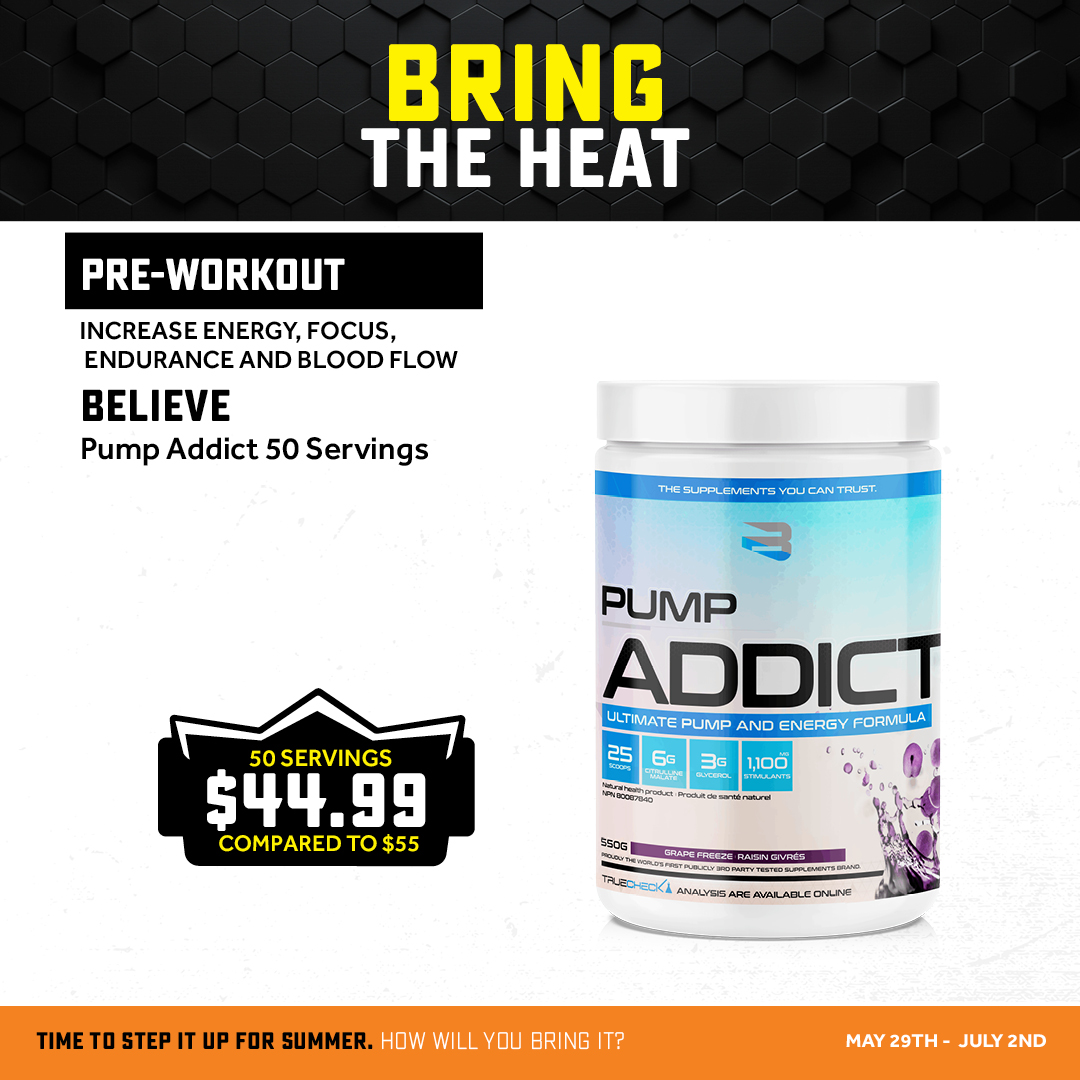 BRING
THE HEAT
PRE-WORKOUT
INCREASE ENERGY, FOCUS,
ENDURANCE AND BLOOD FLOW
BELIEVE
Pump Addict 50 Servings
THE SUPPLEMENTS YOU CAN TRUST.
PUMP
ADDICT
ULTIMATE PUMP AND ENERGY FORMULA
25 SCOOPS
6G CITRULLINE MALATE
3G GLYCEROL
1,100 MG STIMULANTS
Natural health product · Produit de santé naturel
NPN 80087840
550G
GRAPE FREEZE · RAISIN GIVRÉS
PROUDLY THE WORLD'S FIRST PUBLICLY 3RD PARTY TESTED SUPPLEMENTS BRAND.
TRUECHECK ANALYSIS ARE AVAILABLE ONLINE
50 SERVINGS
$44.99
COMPARED TO $55
TIME TO STEP IT UP FOR SUMMER. HOW WILL YOU BRING IT?
MAY 29TH - JULY 2ND